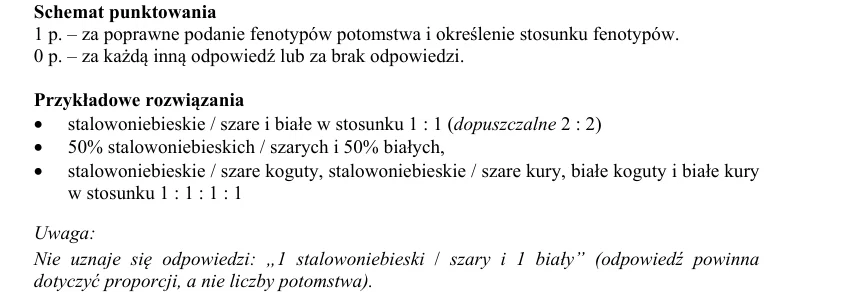 Schemat punktowania
1 p. – za poprawne podanie fenotypów potomstwa i określenie stosunku fenotypów.
0 p. – za każdą inną odpowiedź lub za brak odpowiedzi.
Przykładowe rozwiązania
• stalowoniebieskie / szare i białe w stosunku 1 : 1 (dopuszczalne 2 : 2)
• 50% stalowoniebieskich / szarych i 50% białych,
• stalowoniebieskie / szare koguty, stalowoniebieskie / szare kury, białe koguty i białe kury
w stosunku 1 : 1 : 1 : 1
Uwaga:
Nie uznaje się odpowiedzi: „1 stalowoniebieski / szary i 1 biały” (odpowiedź powinna
dotyczyć proporcji, a nie liczby potomstwa).